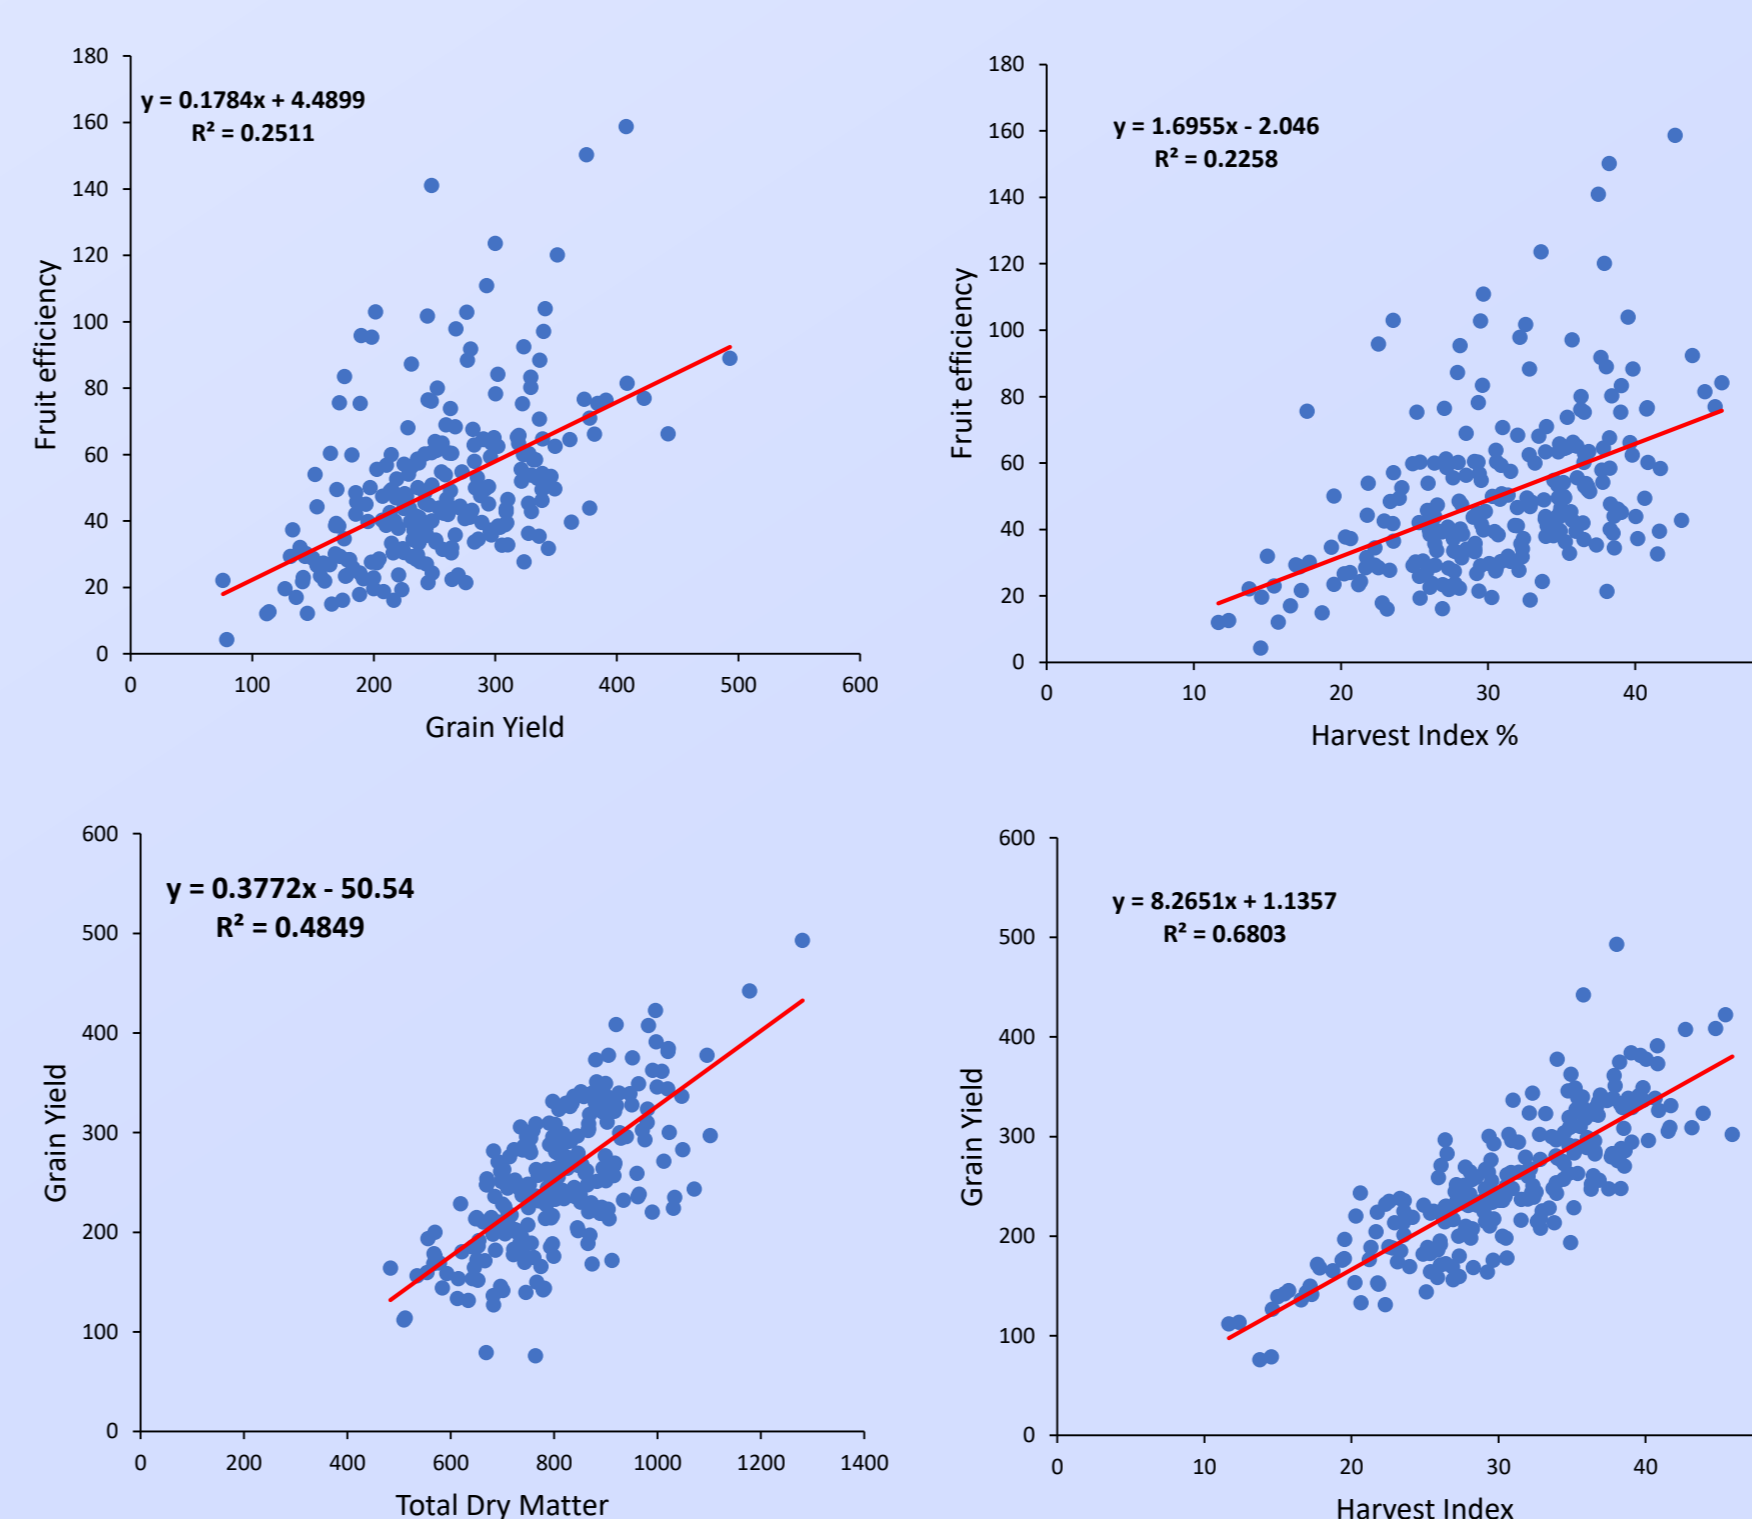 180
160
140
120
100
80
60
40
20
0
y = 0.1784x + 4.4899
R² = 0.2511
Fruit efficiency
0 100 200 300 400 500 600
Grain Yield
180
160
140
120
100
80
60
40
20
0
y = 1.6955x - 2.046
R² = 0.2258
Fruit efficiency
0 10 20 30 40
Harvest Index %
600
500
400
300
200
100
0
y = 0.3772x - 50.54
R² = 0.4849
Grain Yield
0 200 400 600 800 1000 1200 1400
Total Dry Matter
600
500
400
300
200
100
0
y = 8.2651x + 1.1357
R² = 0.6803
Grain Yield
0 10 20 30 40
Harvest Index